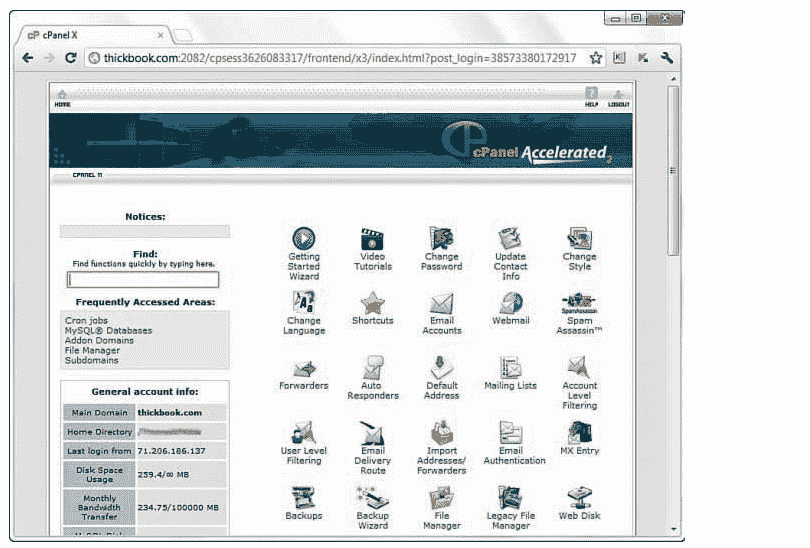 cP cPanel X
thickbook.com:2082/cpsess3626083317/frontend/x3/index.html?post_login=38573380172917
HOME
HELP LOGOUT
cP
cPanel Accelerated2
CPANEL 11
Notices:
Find:
Find functions quickly by typing here.
Frequently Accessed Areas:
Cron jobs
MySQL® Databases
Addon Domains
File Manager
Subdomains
General account info:
Main Domain thickbook.com
Home Directory
Last login from 71.206.186.137
Disk Space
Usage
259.4/∞ MB
Monthly
Bandwidth
Transfer
234.75/100000 MB
Getting
Started
Wizard
Video
Tutorials
Change
Password
Update
Contact
Info
Change
Style
Change
Language
Shortcuts
Email
Accounts
Webmail
SpamAssassin
Spam
Assassin™
Forwarders
Auto
Responders
Default
Address
Mailing Lists
Account
Level
Filtering
User Level
Filtering
Email
Delivery
Route
Import
Addresses/
Forwarders
Email
Authentication
MX Entry
Backups
Backup
Wizard
File
Manager
Legacy File
Manager
Web Disk